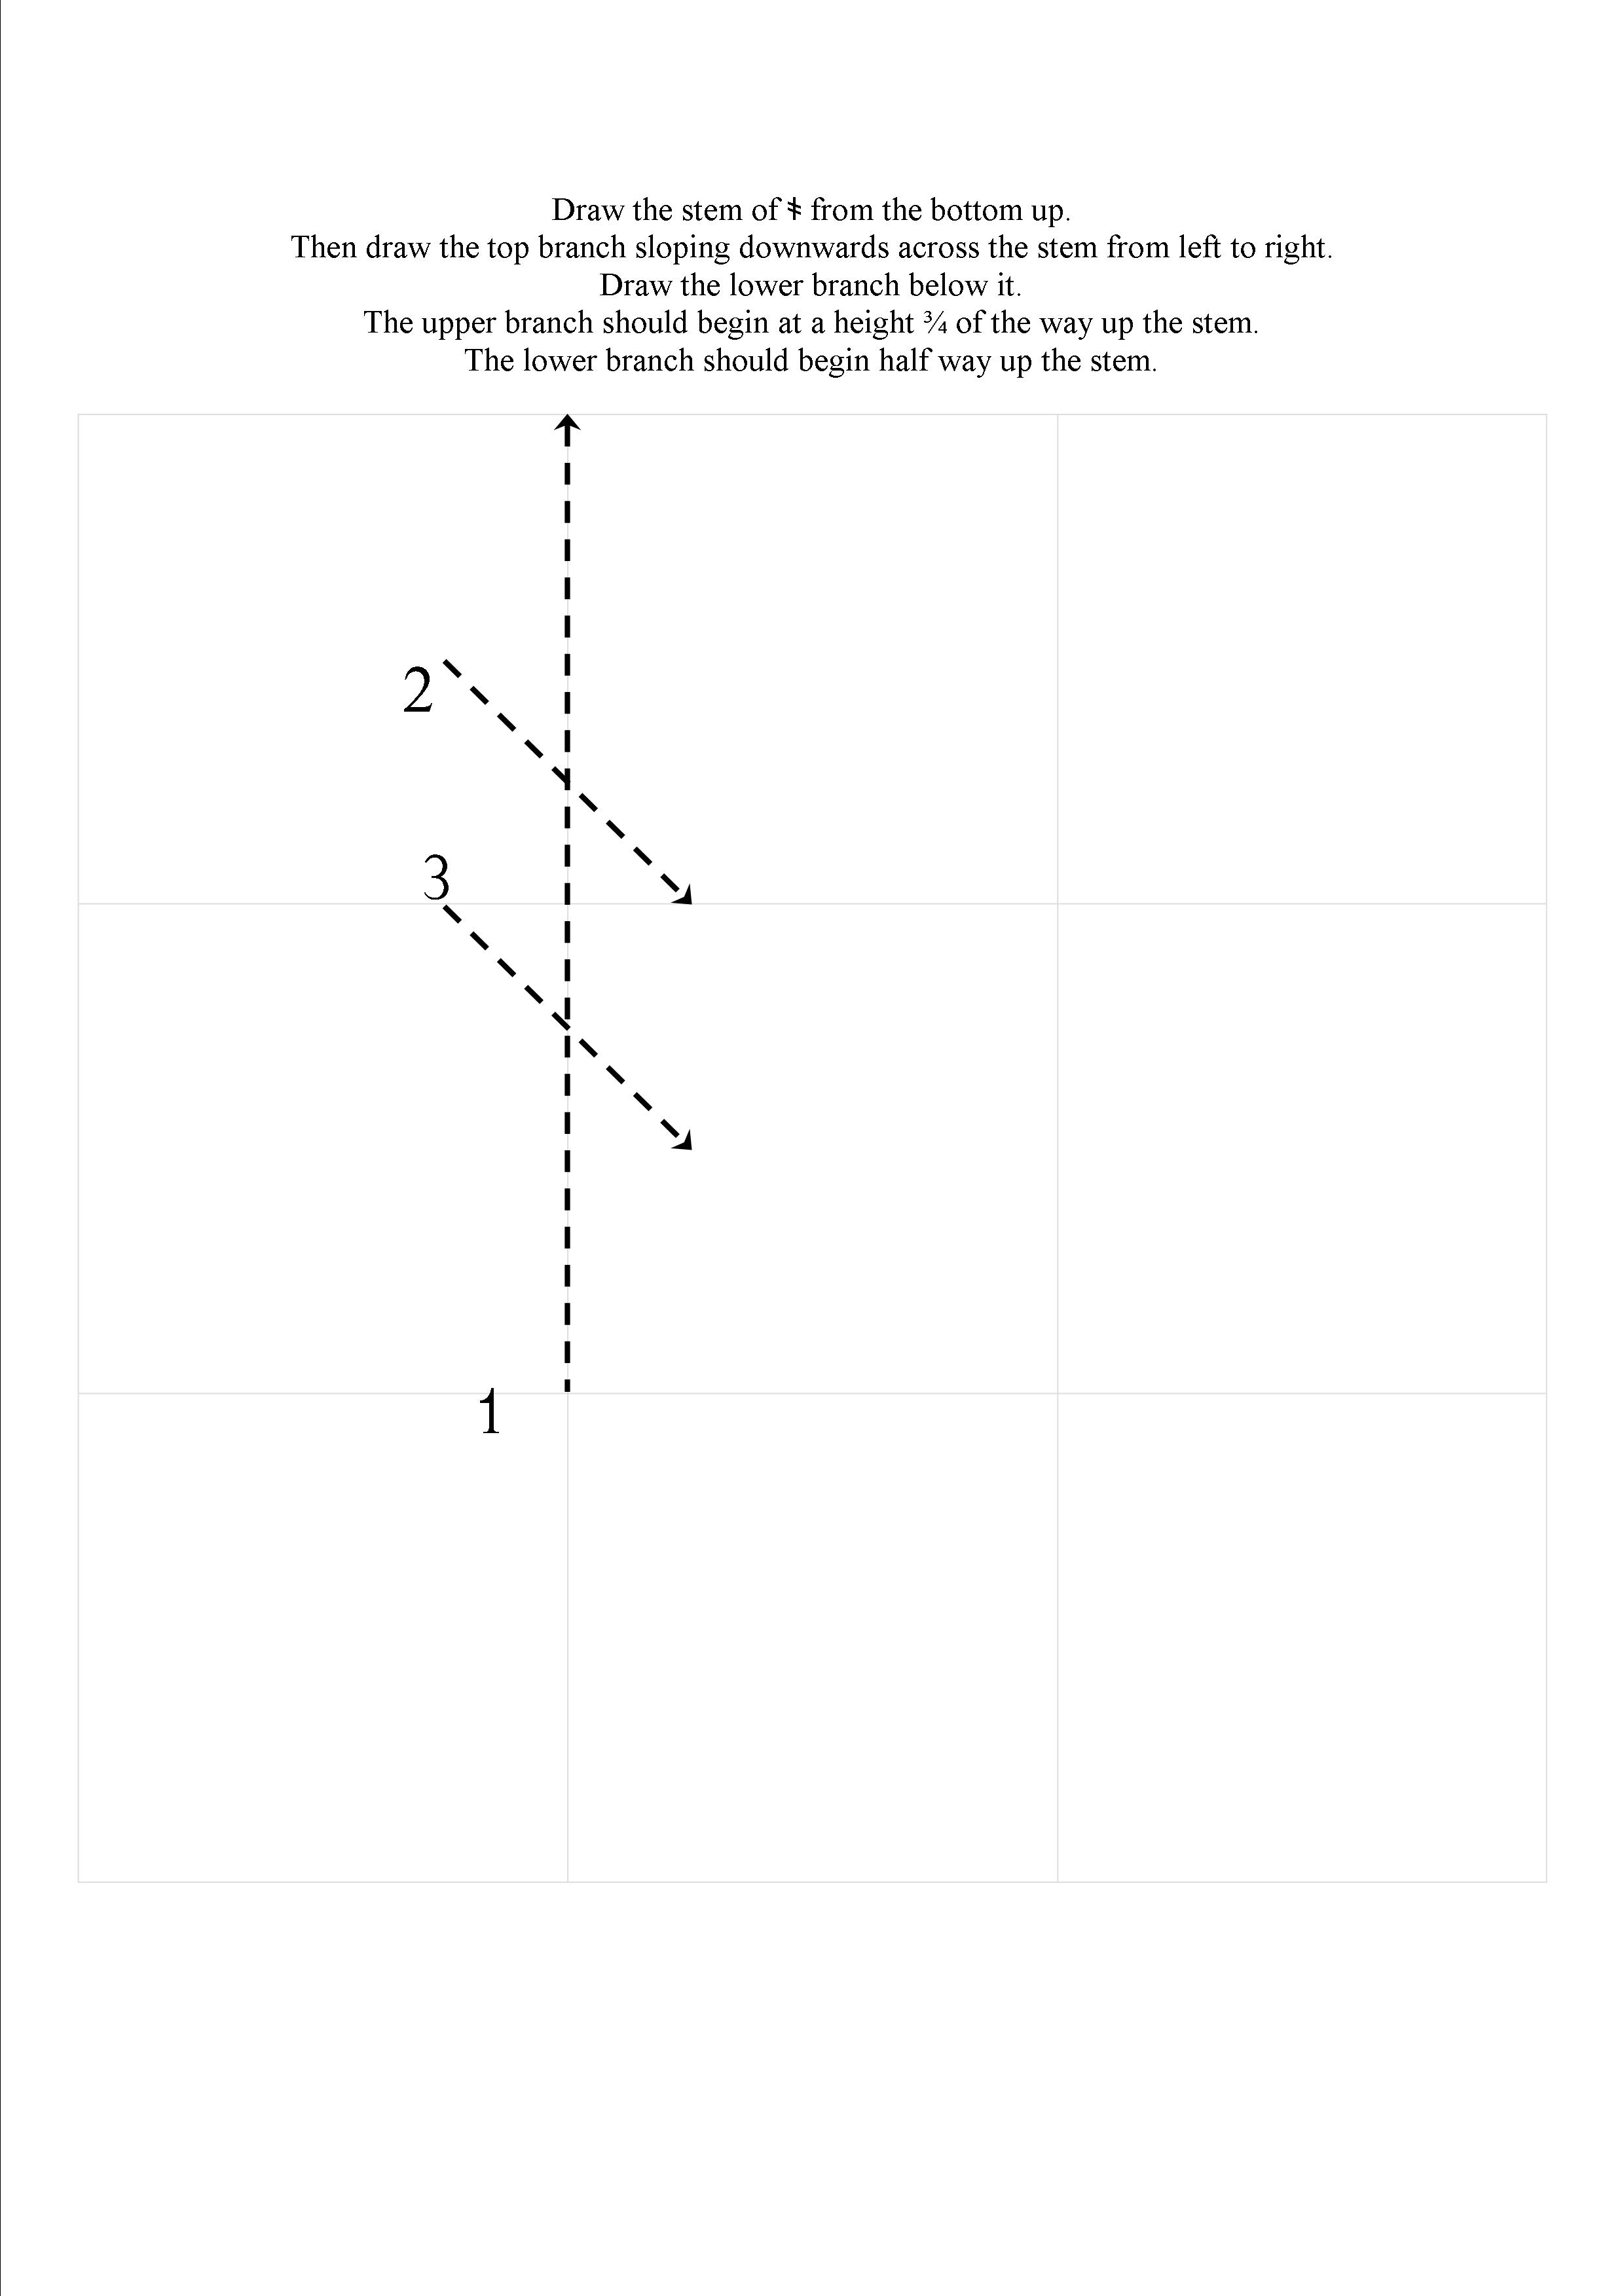 Draw the stem of ҂ from the bottom up.
Then draw the top branch sloping downwards across the stem from left to right.
Draw the lower branch below it.
The upper branch should begin at a height ¾ of the way up the stem.
The lower branch should begin half way up the stem.
2
3
1